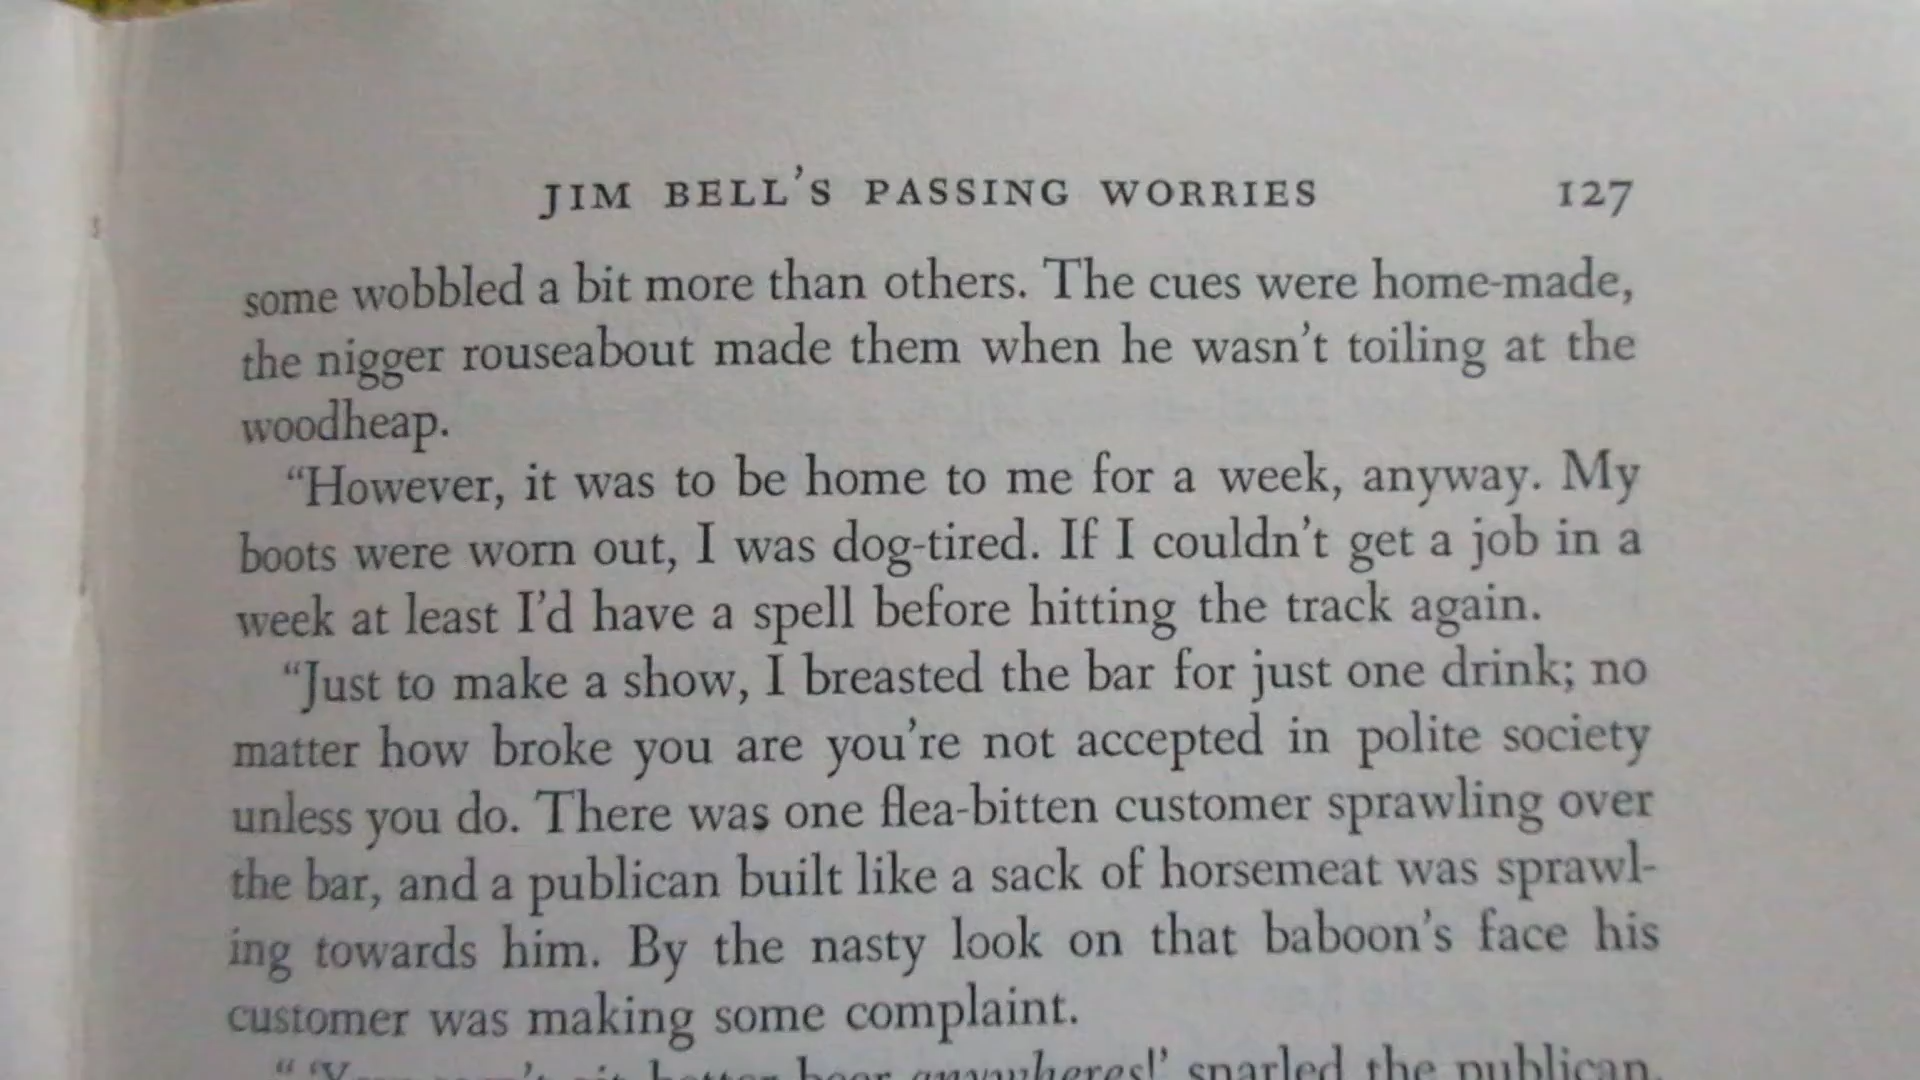 JIM BELL'S PASSING WORRIES 127
some wobbled a bit more than others. The cues were home-made,
the nigger rouseabout made them when he wasn't toiling at the
woodheap.
"However, it was to be home to me for a week, anyway. My
boots were worn out, I was dog-tired. If I couldn't get a job in a
week at least I'd have a spell before hitting the track again.
"Just to make a show, I breasted the bar for just one drink; no
matter how broke you are you're not accepted in polite society
unless you do. There was one flea-bitten customer sprawling over
the bar, and a publican built like a sack of horsemeat was sprawl-
ing towards him. By the nasty look on that baboon's face his
customer was making some complaint.
better beer anywheres!' snarled the publican.